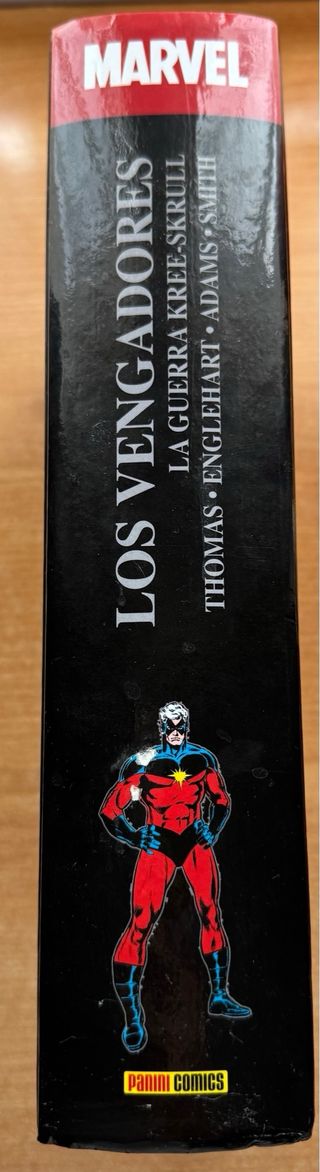 MARVEL
LOS VENGADORES
LA GUERRA KREE-SKRULL
THOMAS • ENGLEHART • ADAMS • SMITH
PANINI COMICS